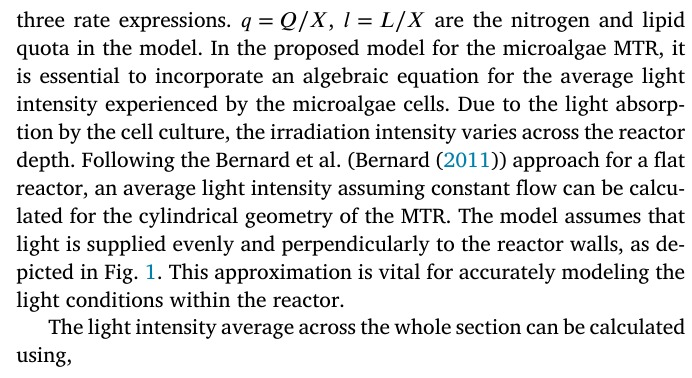 three rate expressions. q = Q/X, l = L/X are the nitrogen and lipid
quota in the model. In the proposed model for the microalgae MTR, it
is essential to incorporate an algebraic equation for the average light
intensity experienced by the microalgae cells. Due to the light absorp-
tion by the cell culture, the irradiation intensity varies across the reactor
depth. Following the Bernard et al. (Bernard (2011)) approach for a flat
reactor, an average light intensity assuming constant flow can be calcu-
lated for the cylindrical geometry of the MTR. The model assumes that
light is supplied evenly and perpendicularly to the reactor walls, as de-
picted in Fig. 1. This approximation is vital for accurately modeling the
light conditions within the reactor.
The light intensity average across the whole section can be calculated
using,